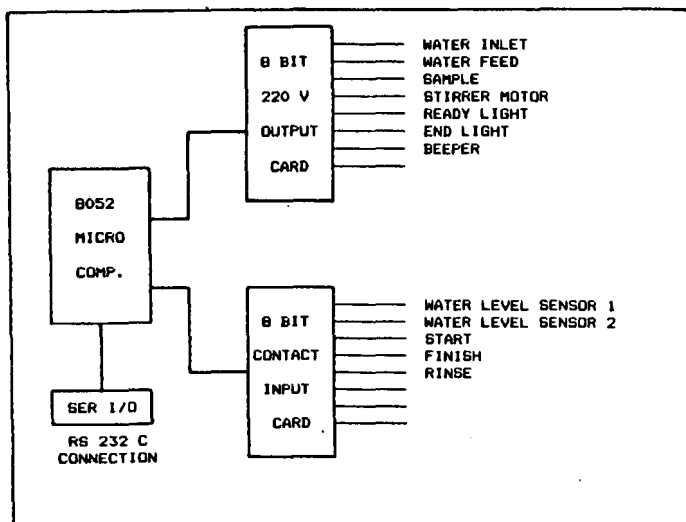 8 BIT
220 V
OUTPUT
CARD
WATER INLET
WATER FEED
SAMPLE
STIRRER MOTOR
READY LIGHT
END LIGHT
BEEPER
8052
MICRO
COMP.
8 BIT
CONTACT
INPUT
CARD
WATER LEVEL SENSOR 1
WATER LEVEL SENSOR 2
START
FINISH
RINSE
SER I/O
RS 232 C
CONNECTION